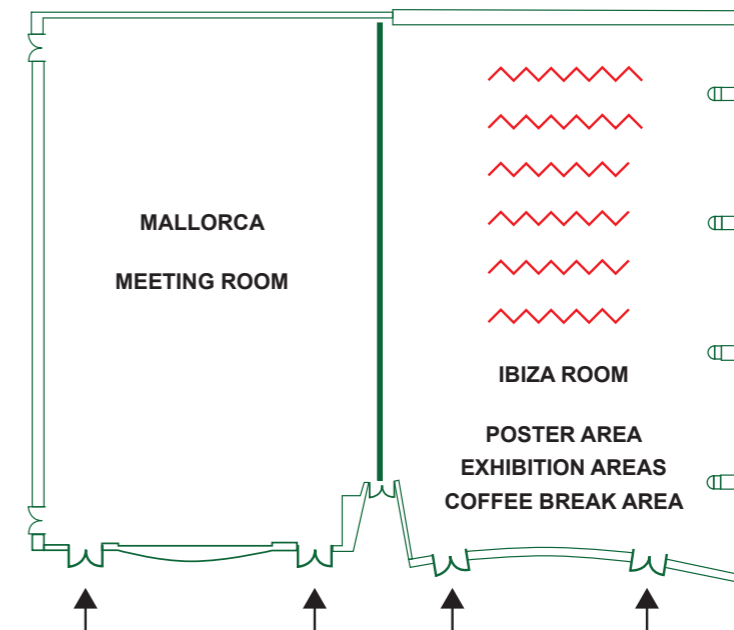 MALLORCA
MEETING ROOM
IBIZA ROOM
POSTER AREA
EXHIBITION AREAS
COFFEE BREAK AREA